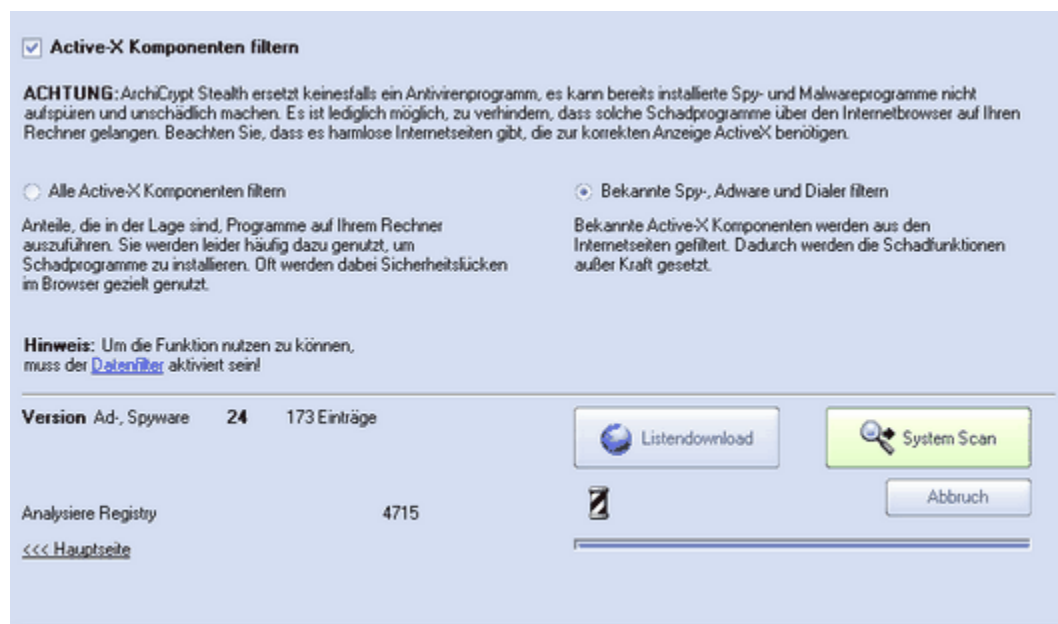 Active-X Komponenten filtern
ACHTUNG: ArchiCrypt Stealth ersetzt keinesfalls ein Antivirenprogramm, es kann bereits installierte Spy- und Malwareprogramme nicht
aufspüren und unschädlich machen. Es ist lediglich möglich, zu verhindern, dass solche Schadprogramme über den Internetbrowser auf Ihren
Rechner gelangen. Beachten Sie, dass es harmlose Internetseiten gibt, die zur korrekten Anzeige ActiveX benötigen.
Alle Active-X Komponenten filtern
Anteile, die in der Lage sind, Programme auf Ihrem Rechner
auszuführen. Sie werden leider häufig dazu genutzt, um
Schadprogramme zu installieren. Oft werden dabei Sicherheitslücken
im Browser gezielt genutzt.
Bekannte Spy-, Adware und Dialer filtern
Bekannte Active-X Komponenten werden aus den
Internetseiten gefiltert. Dadurch werden die Schadfunktionen
außer Kraft gesetzt.
Hinweis: Um die Funktion nutzen zu können,
muss der Datenfilter aktiviert sein!
Version Ad-, Spyware 24 173 Einträge
Listendownload
System Scan
Abbruch
Analysiere Registry 4715
<<< Hauptseite